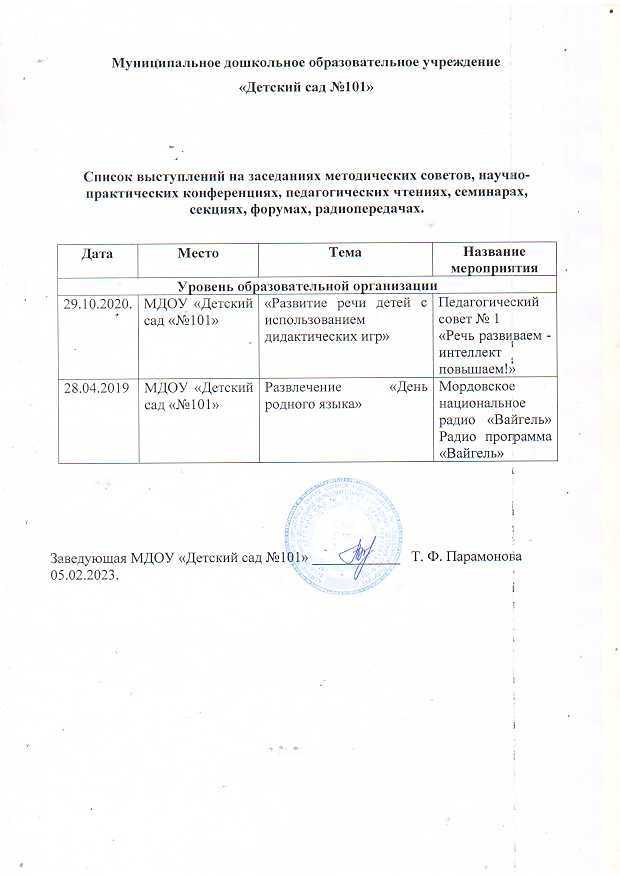 Муниципальное дошкольное образовательное учреждение
«Детский сад №101»
Список выступлений на заседаниях методических советов, научно-
практических конференциях, педагогических чтениях, семинарах,
секциях, форумах, радиопередачах.
Дата Место Тема Название
мероприятия
Уровень образовательной организации
29.10.2020. МДОУ «Детский «Развитие речи детей с Педагогический
сад «№101» использованием совет № 1
дидактических игр» «Речь развиваем -
интеллект
повышаем!»
28.04.2019 МДОУ «Детский Развлечение «День Мордовское
сад «№101» родного языка» национальное
радио «Вайгель»
Радио программа
«Вайгель»
Заведующая МДОУ «Детский сад №101» ____________ Т. Ф. Парамонова
05.02.2023.